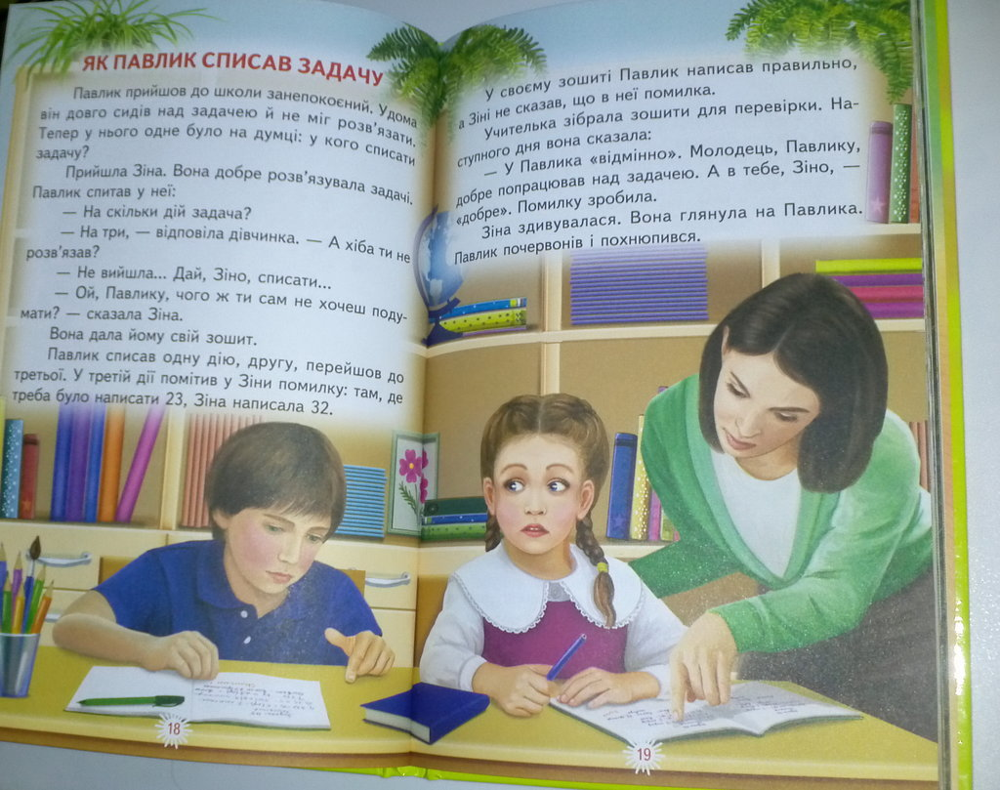 ЯК ПАВЛИК СПИСАВ ЗАДАЧУ
Павлик прийшов до школи занепокоєний. Удома
він довго сидів над задачею й не міг розв'язати.
Тепер у нього одне було на думці: у кого списати
задачу?
Прийшла Зіна. Вона добре розв'язувала задачі.
Павлик спитав у неї:
— На скільки дій задача?
— На три, — відповіла дівчинка. — А хіба ти не
розв'язав?
— Не вийшла... Дай, Зіно, списати...
— Ой, Павлику, чого ж ти сам не хочеш поду-
мати? — сказала Зіна.
Вона дала йому свій зошит.
Павлик списав одну дію, другу, перейшов до
третьої. У третій дії помітив у Зіни помилку: там, де
треба було написати 23, Зіна написала 32.
18
У своєму зошиті Павлик написав правильно,
а Зіні не сказав, що в неї помилка.
Учителька зібрала зошити для перевірки. На-
ступного дня вона сказала:
— У Павлика «відмінно». Молодець, Павлику,
добре попрацював над задачею. А в тебе, Зіно, —
«добре». Помилку зробила.
Зіна здивувалася. Вона глянула на Павлика.
Павлик почервонів і похнюпився.
19